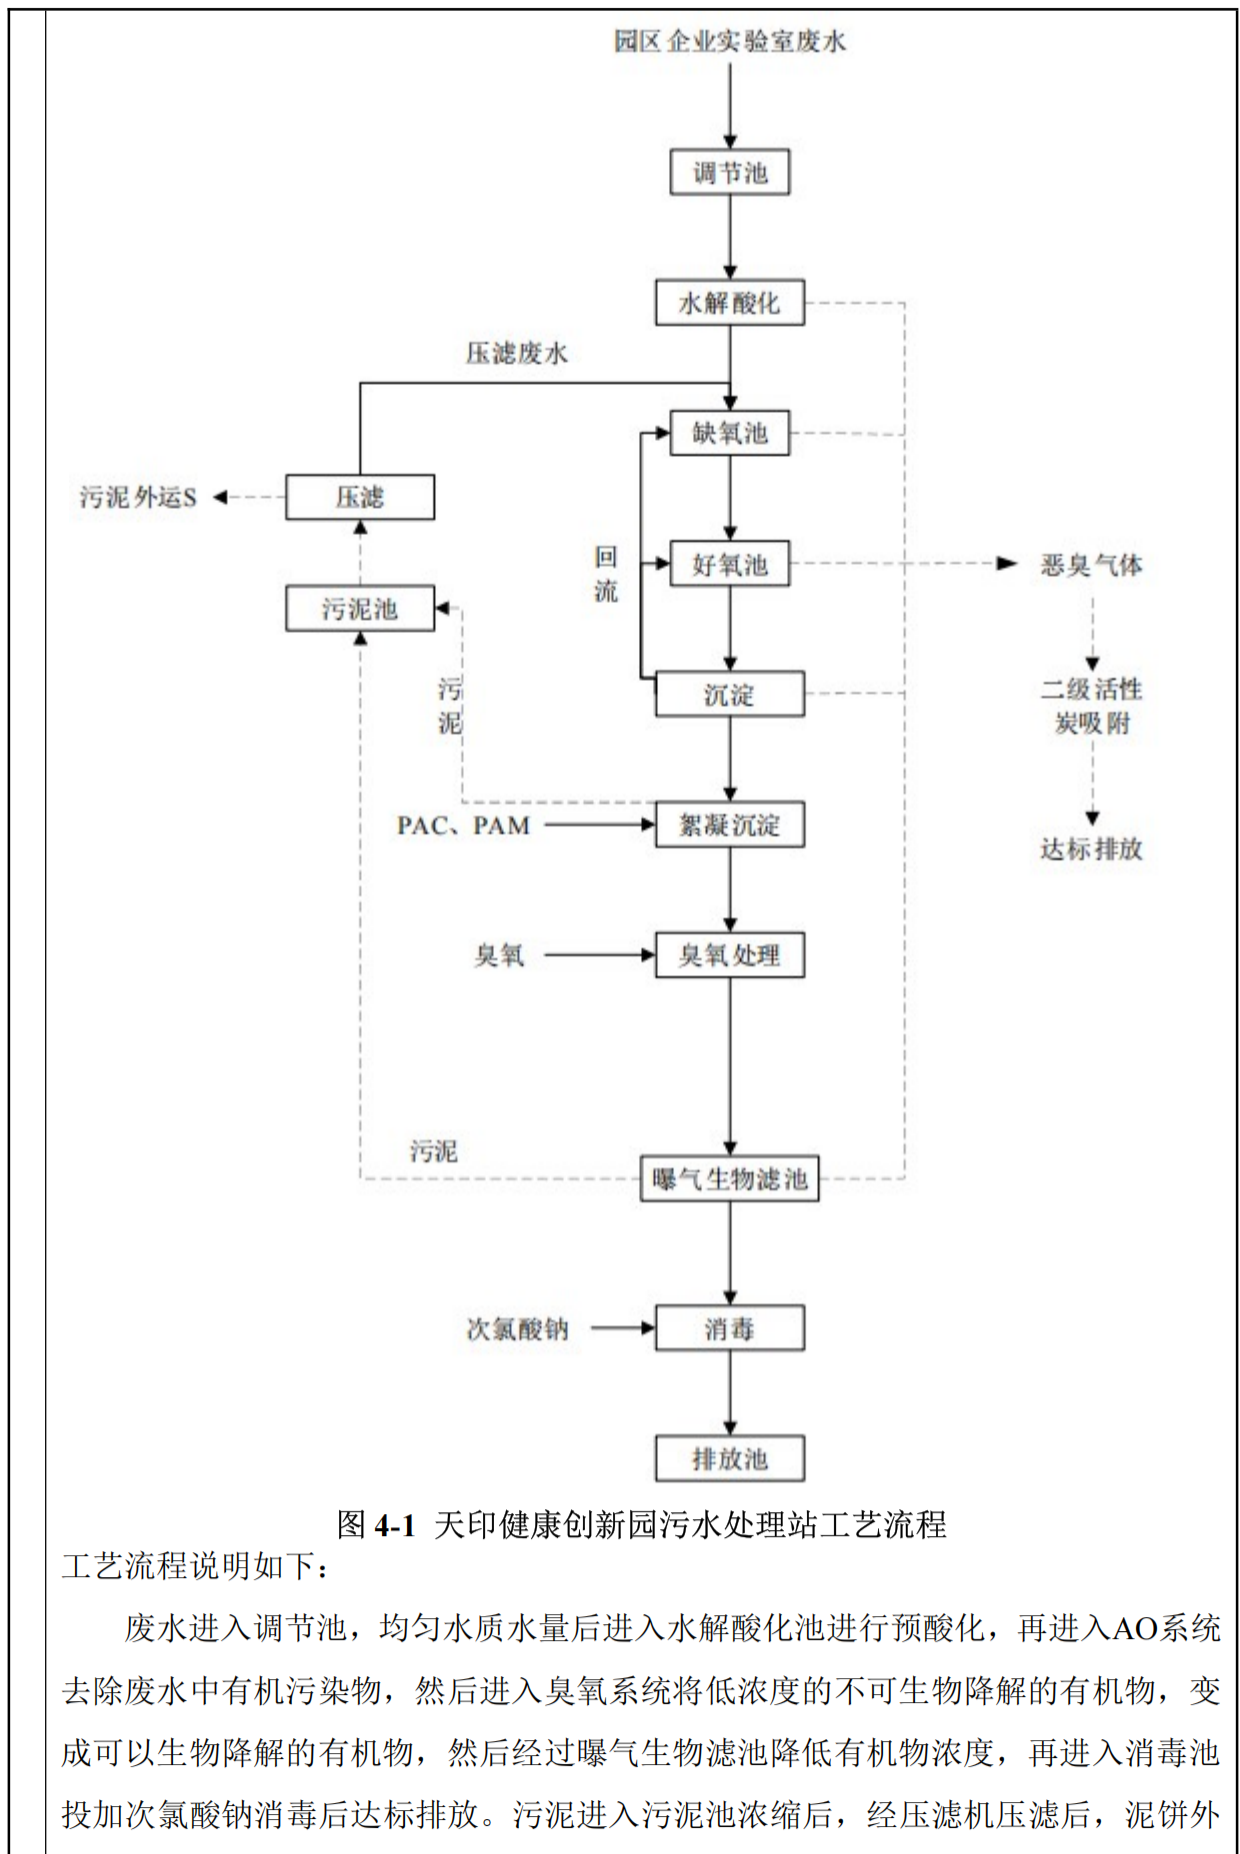 园区企业实验室废水
调节池
水解酸化
压滤废水
缺氧池
污泥外运S
压滤
回
流
好氧池
恶臭气体
污泥池
污
泥
沉淀
二级活性
炭吸附
PAC、PAM
絮凝沉淀
达标排放
臭氧
臭氧处理
污泥
曝气生物滤池
次氯酸钠
消毒
排放池
图 4-1 天印健康创新园污水处理站工艺流程
工艺流程说明如下：
废水进入调节池，均匀水质水量后进入水解酸化池进行预酸化，再进入AO系统
去除废水中有机污染物，然后进入臭氧系统将低浓度的不可生物降解的有机物，变
成可以生物降解的有机物，然后经过曝气生物滤池降低有机物浓度，再进入消毒池
投加次氯酸钠消毒后达标排放。污泥进入污泥池浓缩后，经压滤机压滤后，泥饼外